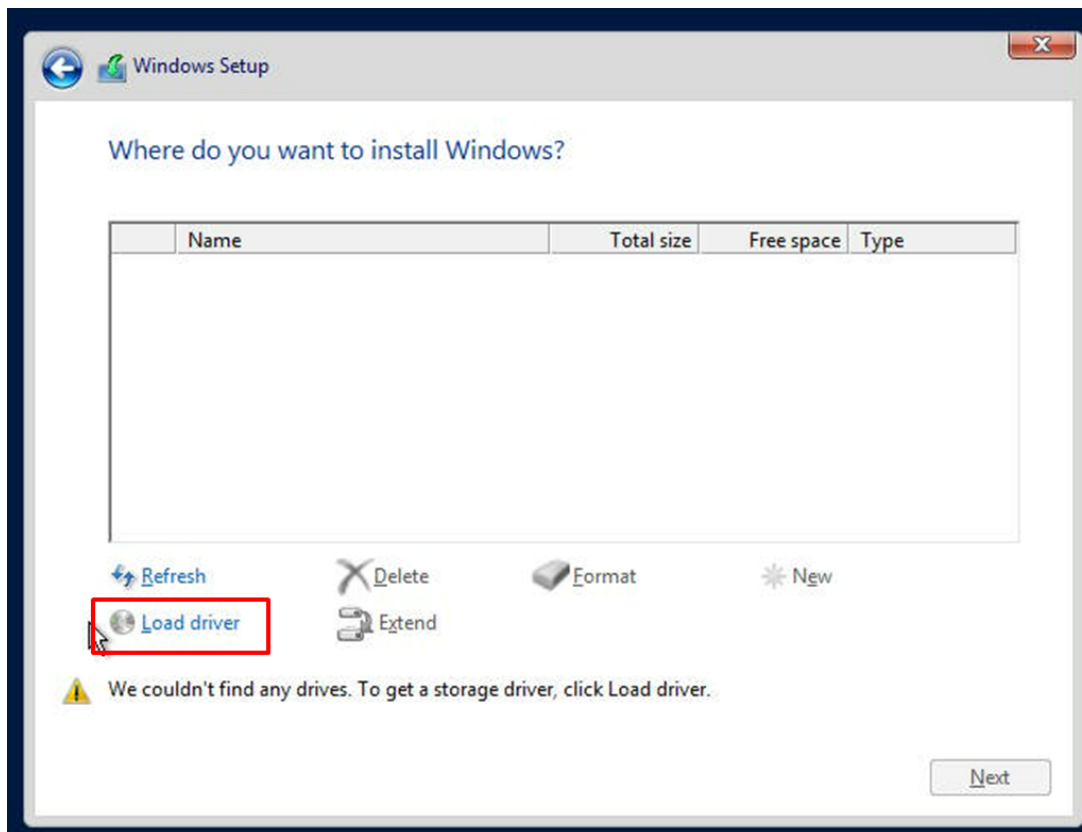 Windows Setup
Where do you want to install Windows?
Name Total size Free space Type
Refresh Delete Format New
Load driver Extend
We couldn't find any drives. To get a storage driver, click Load driver.
Next